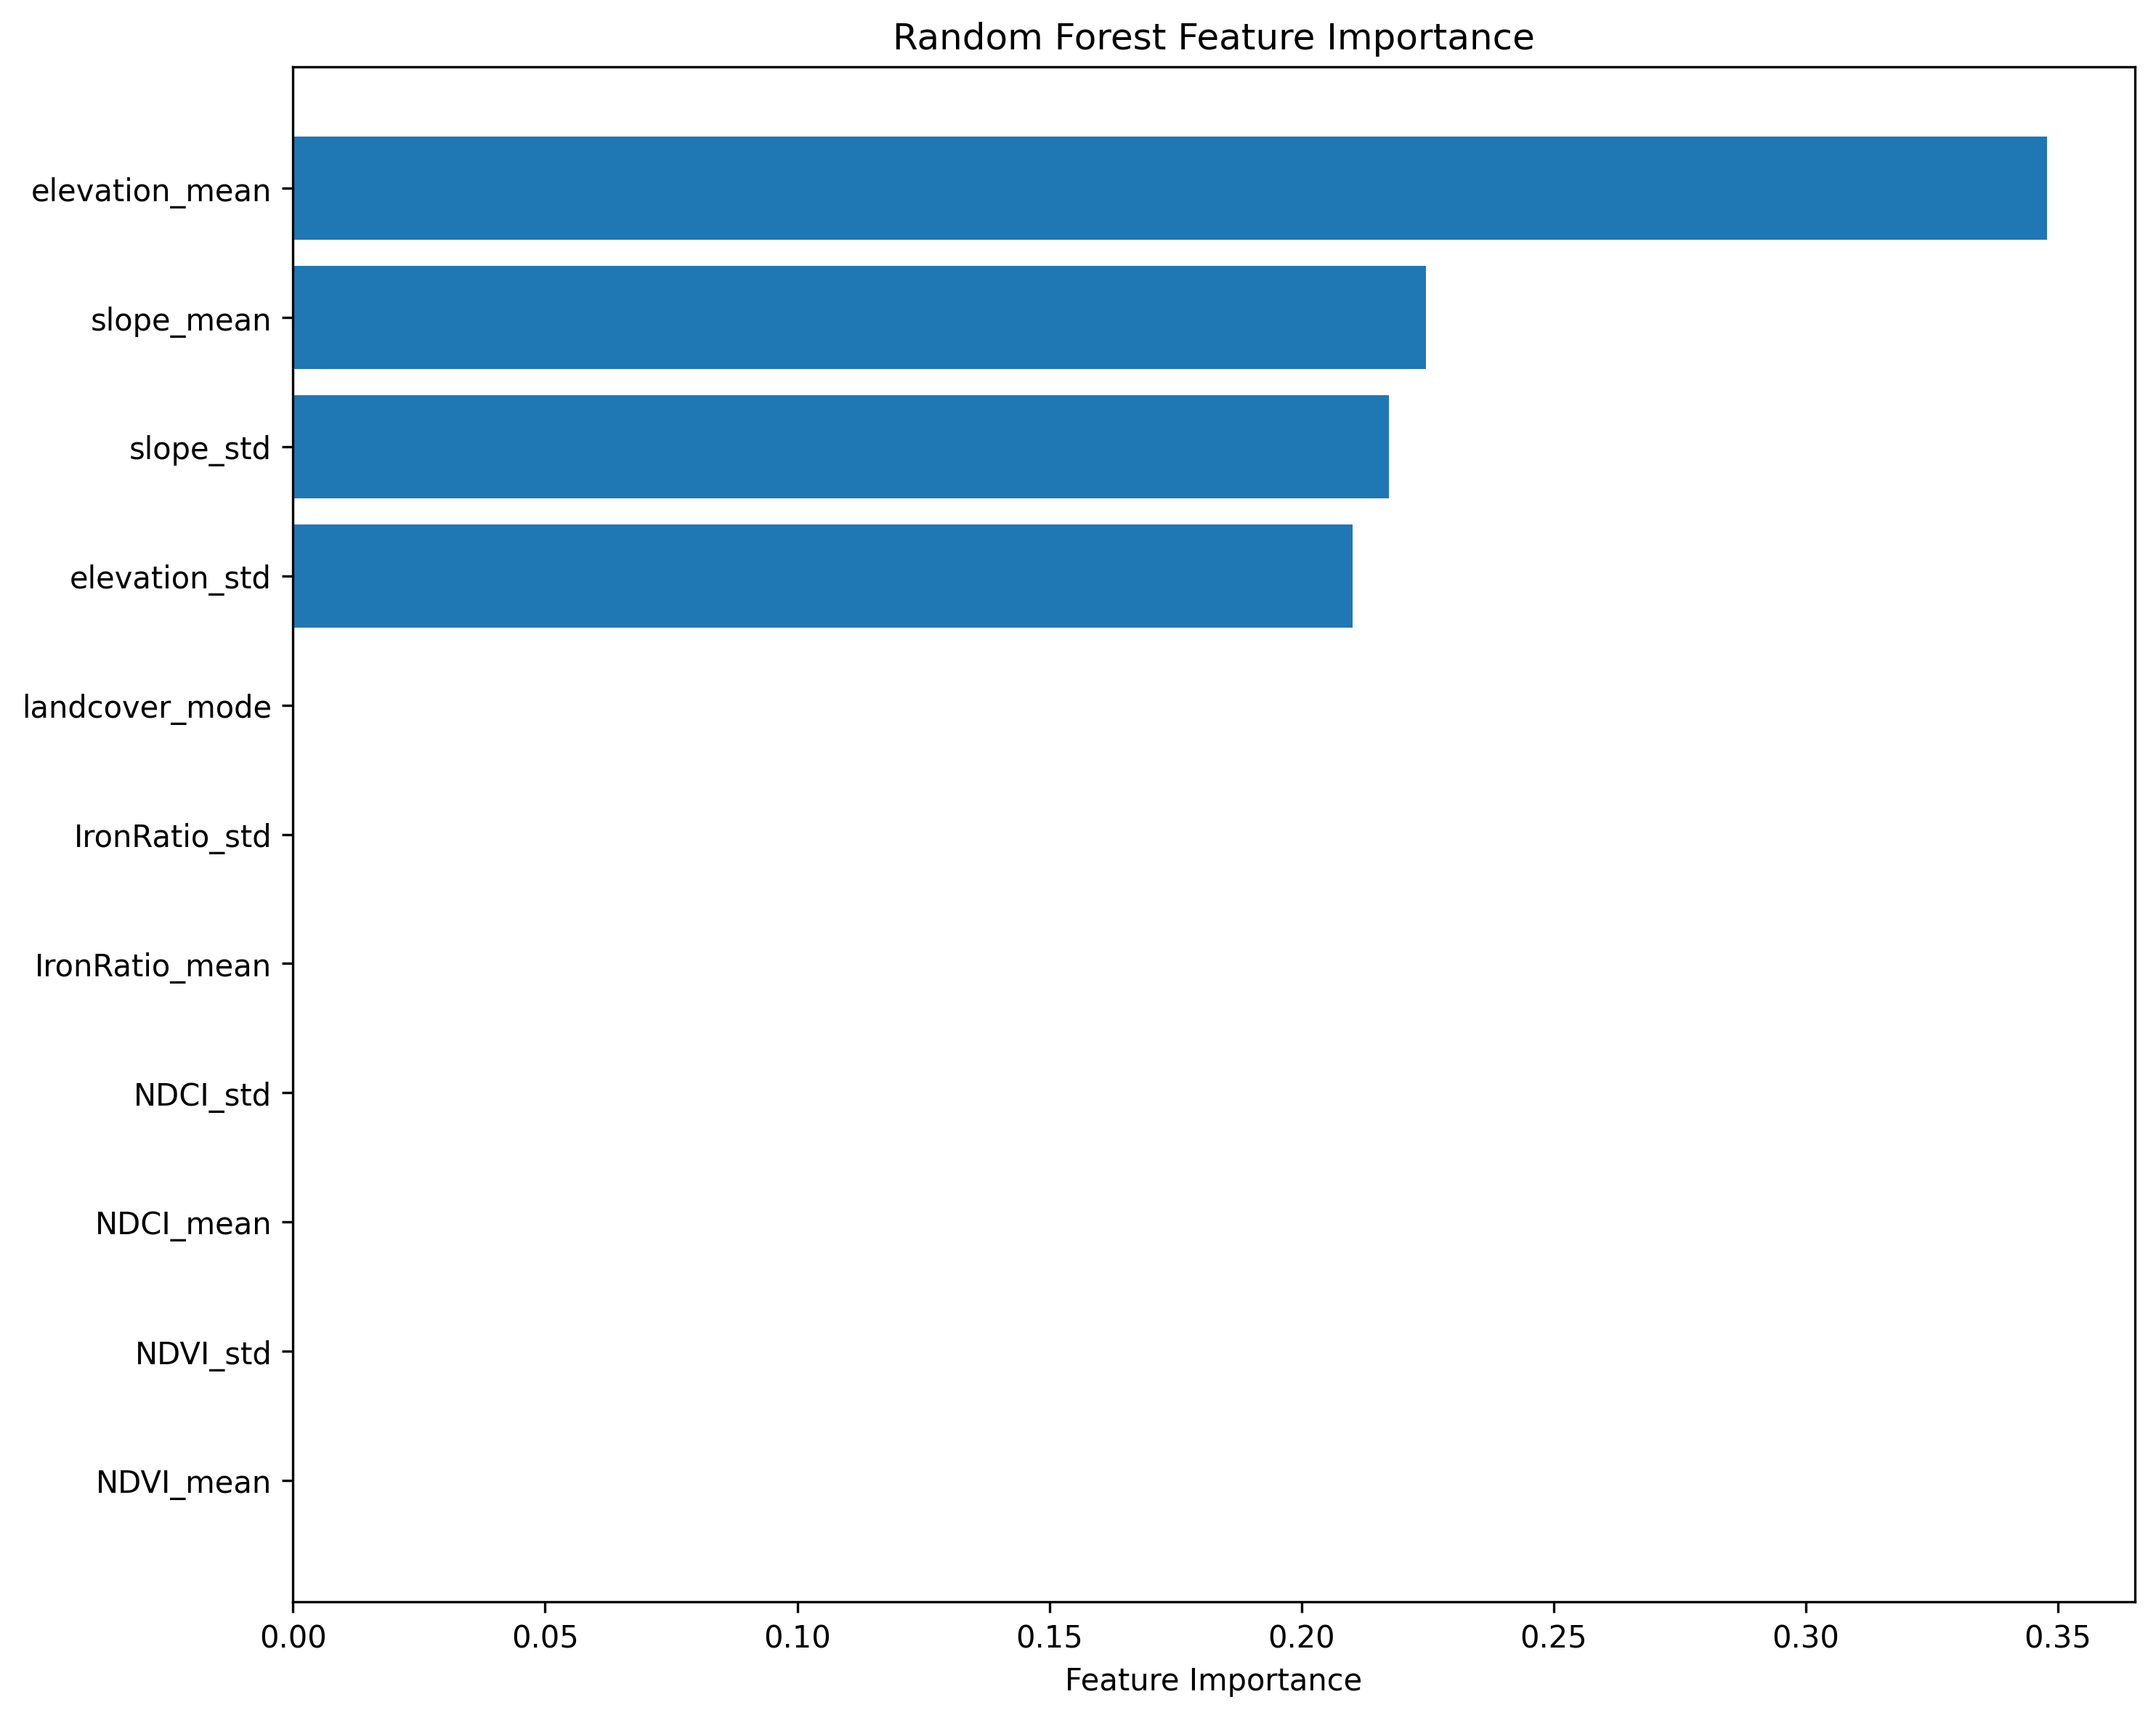 Random Forest Feature Importance
elevation_mean
slope_mean
slope_std
elevation_std
landcover_mode
IronRatio_std
IronRatio_mean
NDCI_std
NDCI_mean
NDVI_std
NDVI_mean
0.00 0.05 0.10 0.15 0.20 0.25 0.30 0.35
Feature Importance